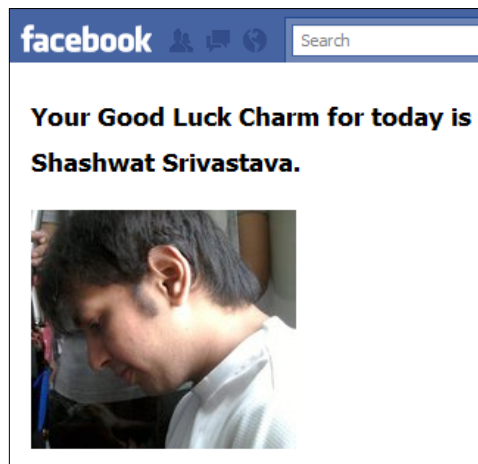 facebook Search
Your Good Luck Charm for today is
Shashwat Srivastava.